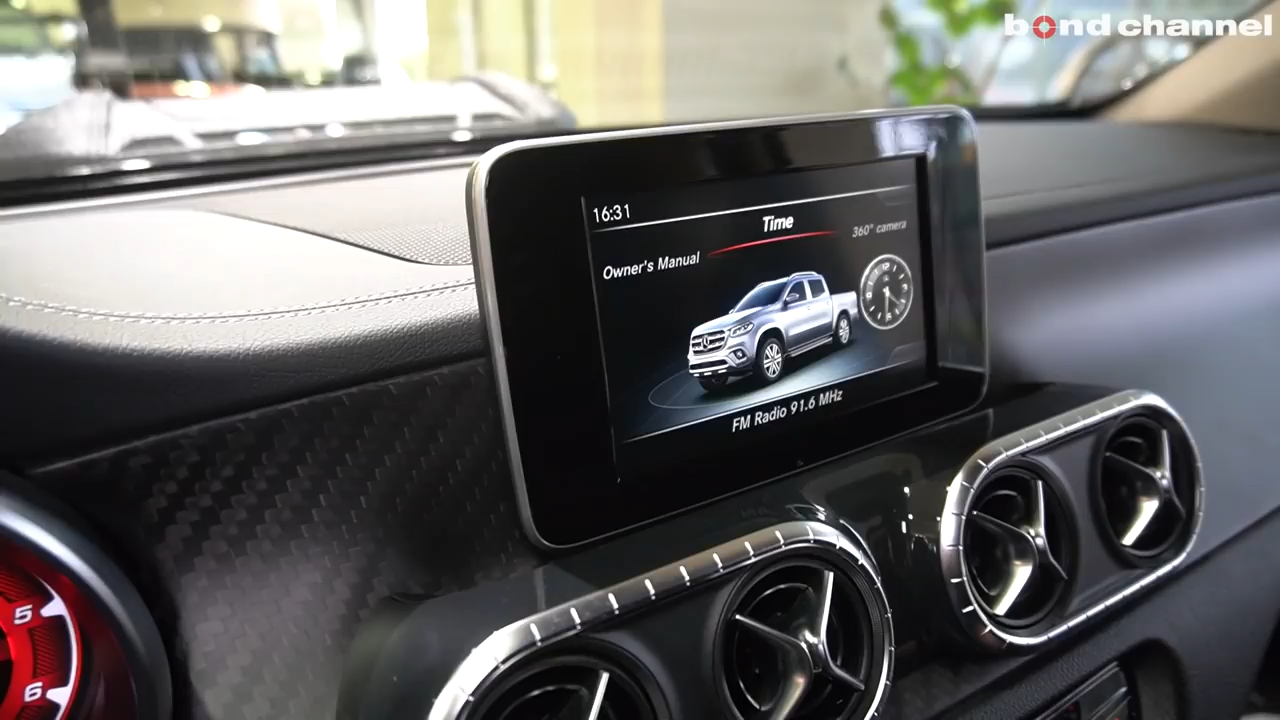 bond channel
16:31
Time
360° camera
Owner's Manual
FM Radio 91.6 MHz
5
6